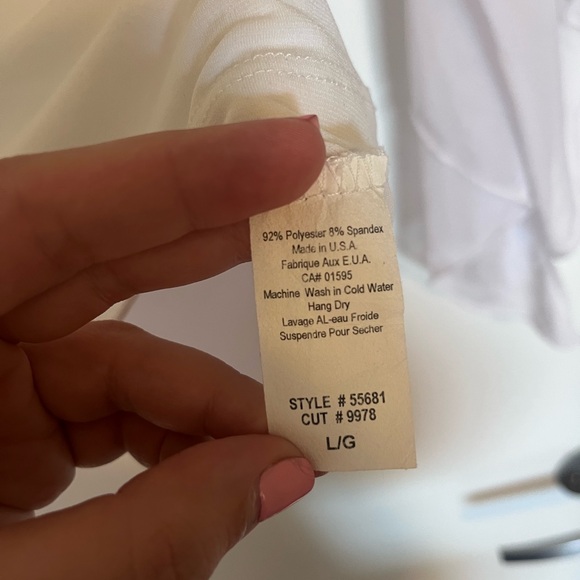 92% Polyester 8% Spandex
Made in U.S.A.
Fabrique Aux E.U.A.
CA# 01595
Machine Wash in Cold Water
Hang Dry
Lavage AL-eau Froide
Suspendre Pour Secher
STYLE # 55681
CUT # 9978
L/G